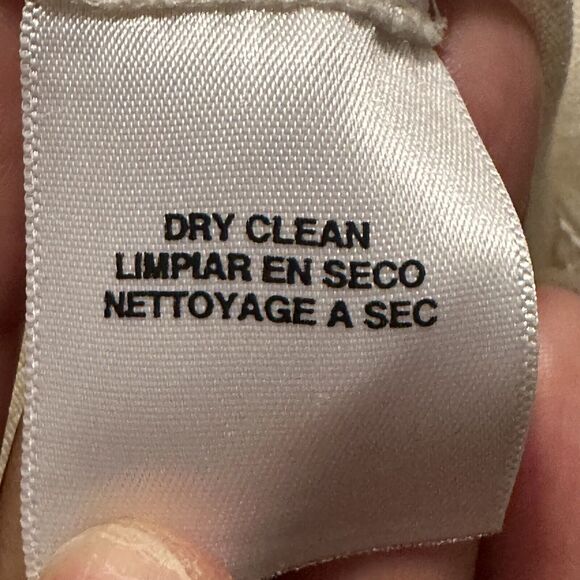 DRY CLEAN
LIMPIAR EN SECO
NETTOYAGE A SEC